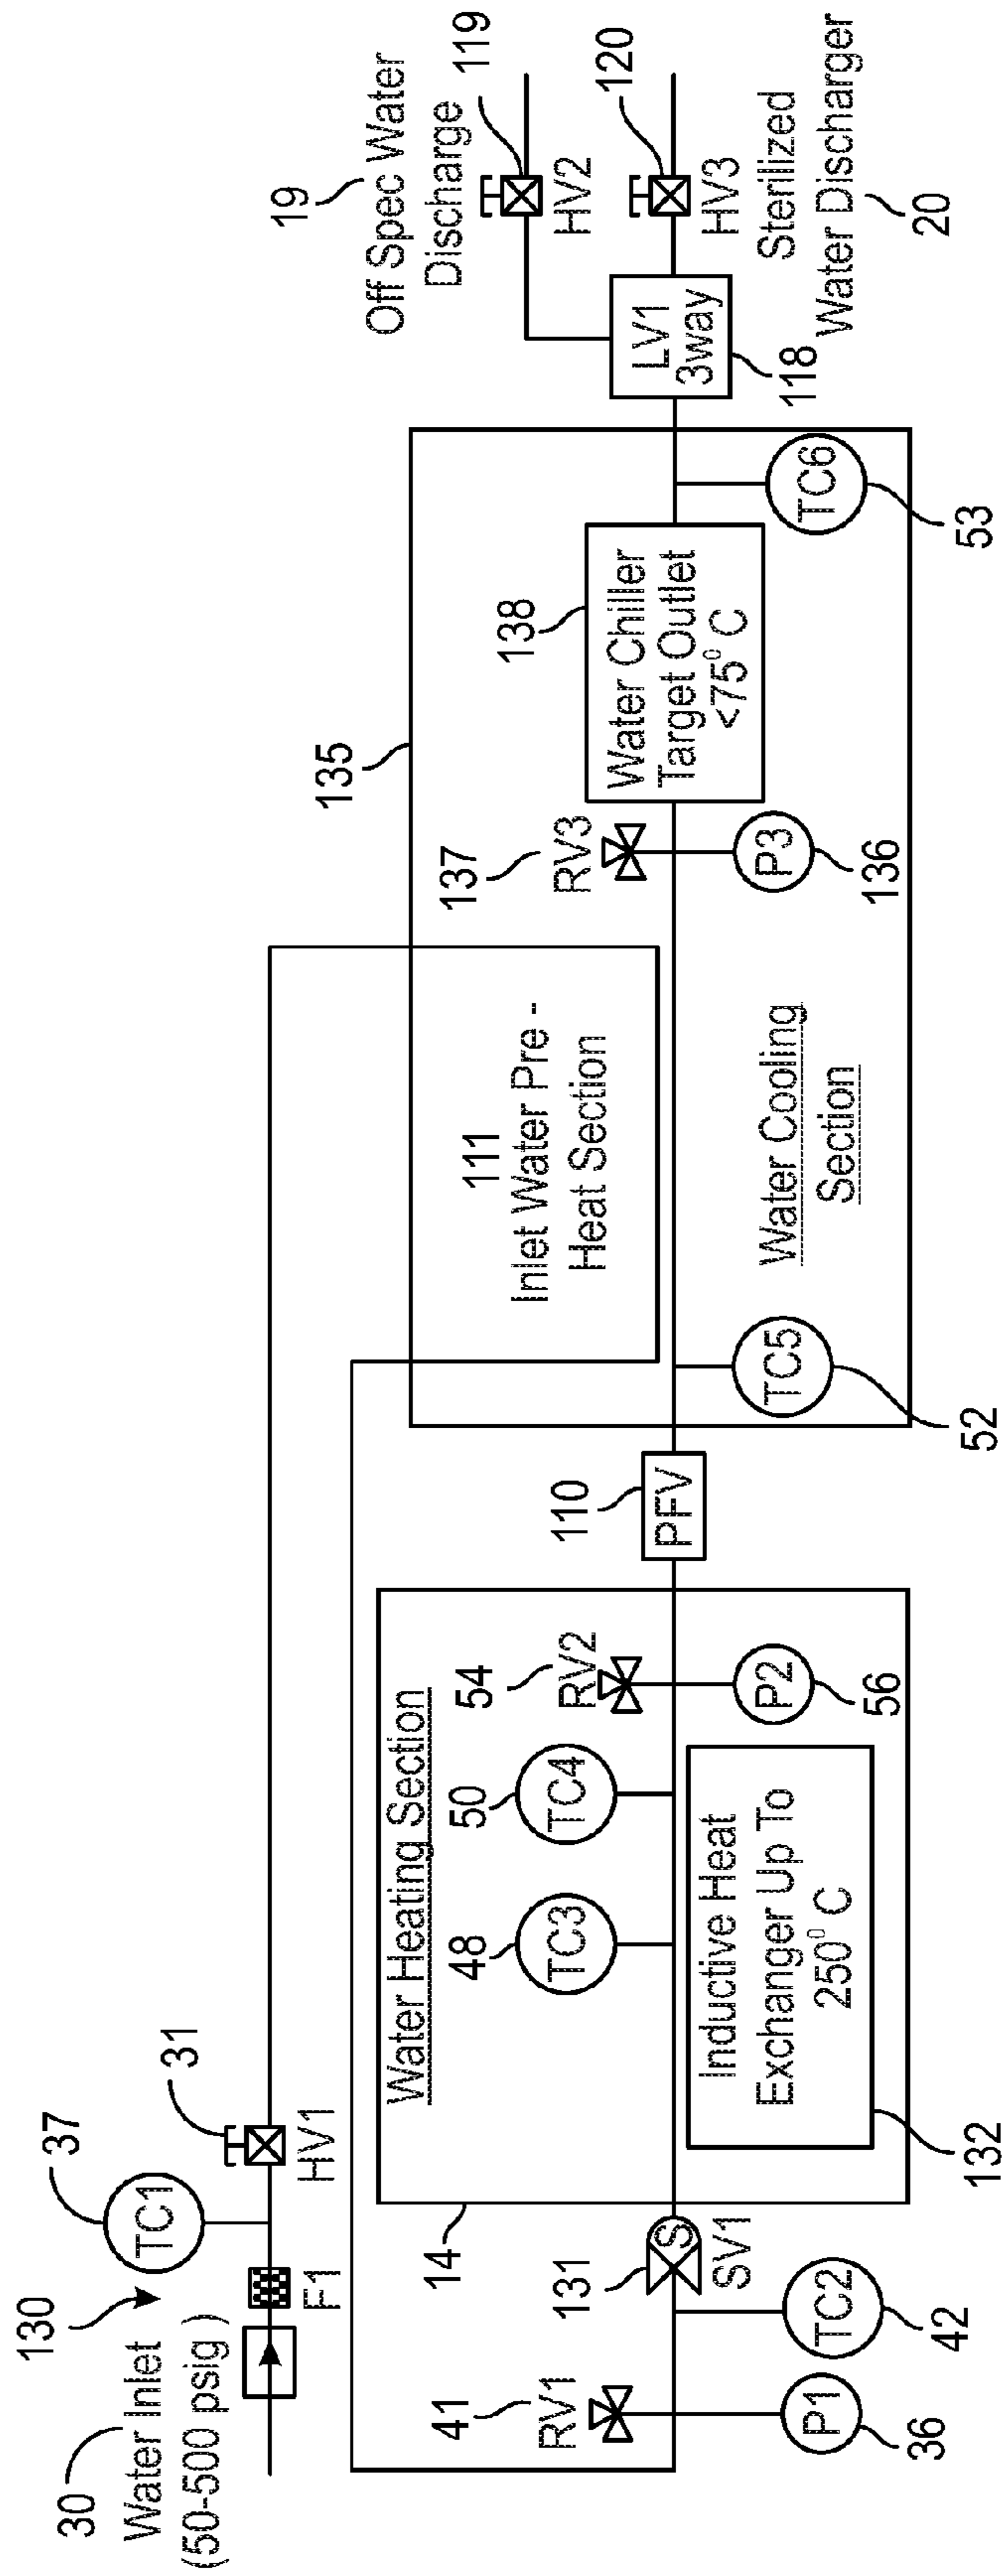 130
30
Water Inlet
(50-500 psig )
F1
37
TC1
31
HV1
41
RV1
P1
36
TC2
42
131
S
SV1
14
Water Heating Section
48
TC3
50
TC4
54
RV2
P2
56
Inductive Heat
Exchanger Up To
250⁰ C
132
110
PFV
135
111
Inlet Water Pre -
Heat Section
TC5
52
Water Cooling
Section
137
RV3
P3
136
138
Water Chiller
Target Outlet
<75⁰ C
TC6
53
LV1
3way
118
19
Off Spec Water
Discharge
119
HV2
120
HV3
Sterilized
Water Discharger
20